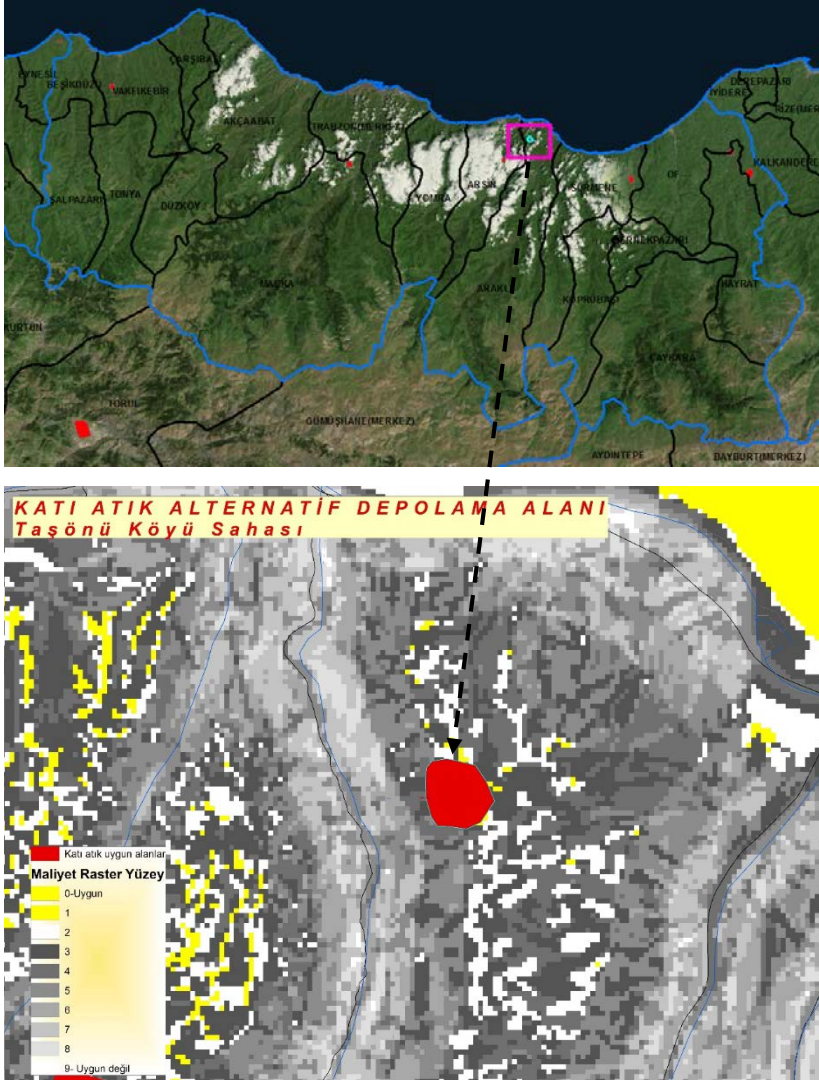 ÇARŞIBAŞI
EYNESİL
BEŞİKDÜZÜ
VAKFIKEBİR
AKÇAABAT
TRABZON(MERKEZ)
DEREPAZARI
İYİDERE
RİZE(MER
KALKANDERE
ARSİN
YOMRA
SÜRMENE
OF
ŞALPAZARI
TONYA
DÜZKÖY
DERNEKPAZARI
MAÇKA
ARAKLI
KÖPRÜBAŞI
HAYRAT
KÜRTÜN
ÇAYKARA
TORUL
GÜMÜŞHANE(MERKEZ)
AYDINTEPE
BAYBURT(MERKEZ)
KATI ATIK ALTERNATİF DEPOLAMA ALANI
Taşönü Köyü Sahası
Katı atık uygun alanlar
Maliyet Raster Yüzey
0-Uygun
1
2
3
4
5
6
7
8
9- Uygun değil